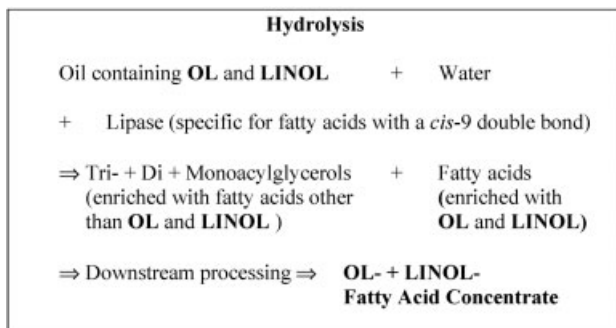 Hydrolysis
Oil containing OL and LINOL + Water
+ Lipase (specific for fatty acids with a cis-9 double bond)
⇒ Tri- + Di + Monoacylglycerols + Fatty acids
(enriched with fatty acids other (enriched with
than OL and LINOL ) OL and LINOL)
⇒ Downstream processing ⇒ OL- + LINOL-
Fatty Acid Concentrate